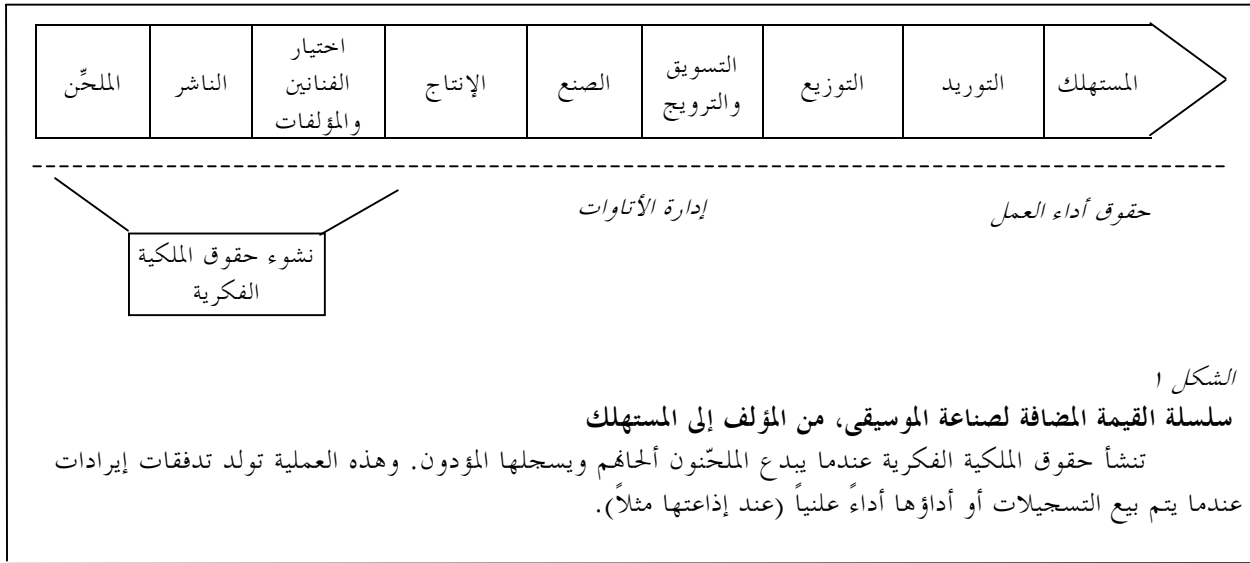 الملحِّن
الناشر
اختيار
الفنانين
والمؤلفات
الإنتاج
الصنع
التسويق
والترويج
التوزيع
التوريد
المستهلك
إدارة الأتاوات
حقوق أداء العمل
نشوء حقوق الملكية
الفكرية
الشكل ١
سلسلة القيمة المضافة لصناعة الموسيقى، من المؤلف إلى المستهلك
تنشأ حقوق الملكية الفكرية عندما يبدع الملحّنون ألحانهم ويسجلها المؤدون. وهذه العملية تولد تدفقات إيرادات
عندما يتم بيع التسجيلات أو أداؤها أداءً علنياً (عند إذاعتها مثلاً).